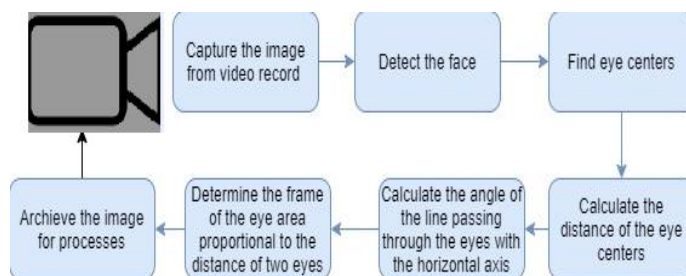 Capture the image
from video record
Detect the face
Find eye centers
Calculate the
distance of the eye
centers
Calculate the angle of
the line passing
through the eyes with
the horizontal axis
Determine the frame
of the eye area
proportional to the
distance of two eyes
Archieve the image
for processes